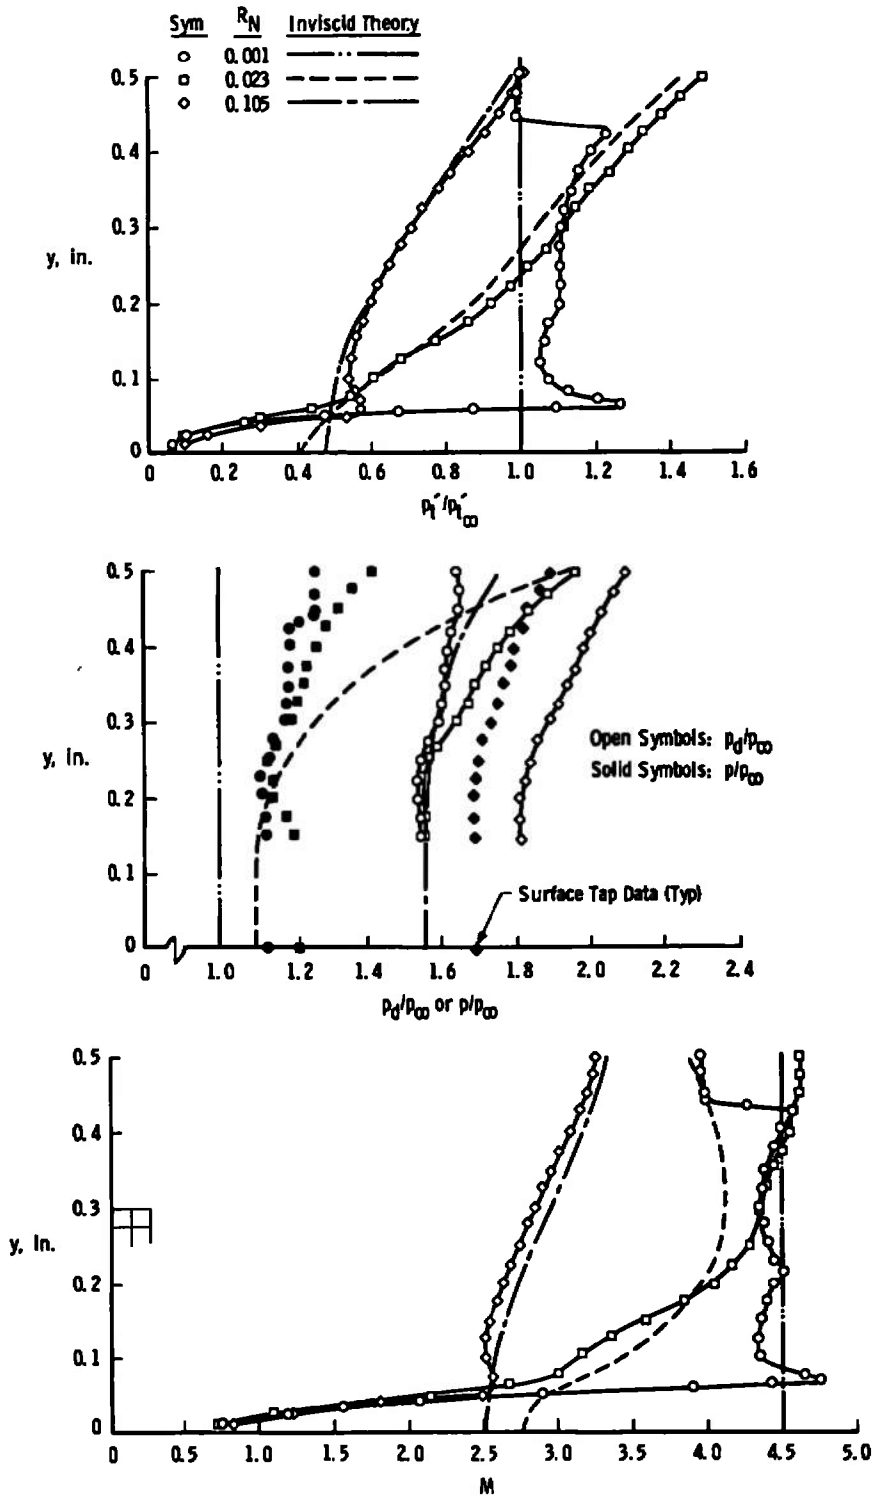 Sym R_N Inviscid Theory
0.001
0.023
0.105
0.5
0.4
0.3
y, in.
0.2
0.1
0
0 0.2 0.4 0.6 0.8 1.0 1.2 1.4 1.6
p_t′/p_t′_∞
0.5
0.4
0.3
Open Symbols: p_d/p_∞
y, in.
Solid Symbols: p/p_∞
0.2
0.1
Surface Tap Data (Typ)
0
0 1.0 1.2 1.4 1.6 1.8 2.0 2.2 2.4
p_d/p_∞ or p/p_∞
0.5
0.4
0.3
y, in.
0.2
0.1
0
0 0.5 1.0 1.5 2.0 2.5 3.0 3.5 4.0 4.5 5.0
M